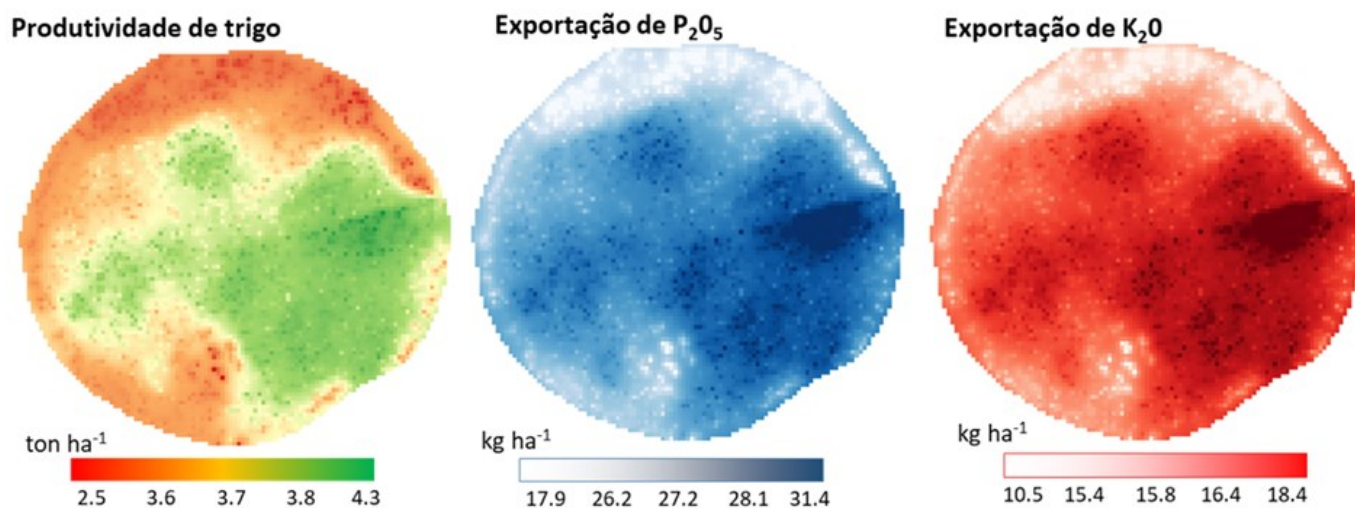 Produtividade de trigo
ton ha⁻¹
2.5 3.6 3.7 3.8 4.3
Exportação de P₂0₅
kg ha⁻¹
17.9 26.2 27.2 28.1 31.4
Exportação de K₂0
kg ha⁻¹
10.5 15.4 15.8 16.4 18.4